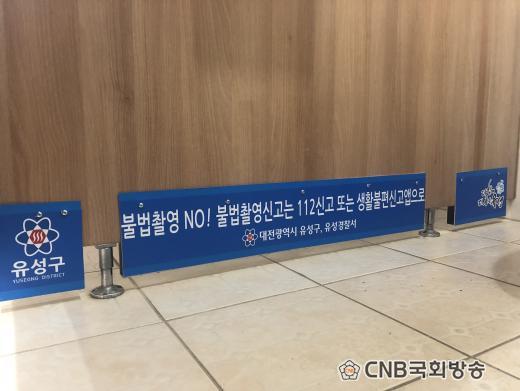 불법촬영 NO! 불법촬영신고는 112신고 또는 생활불편신고앱으로
대전광역시 유성구, 유성경찰서
유성구
YUSEONG DISTRICT
CNB국회방송